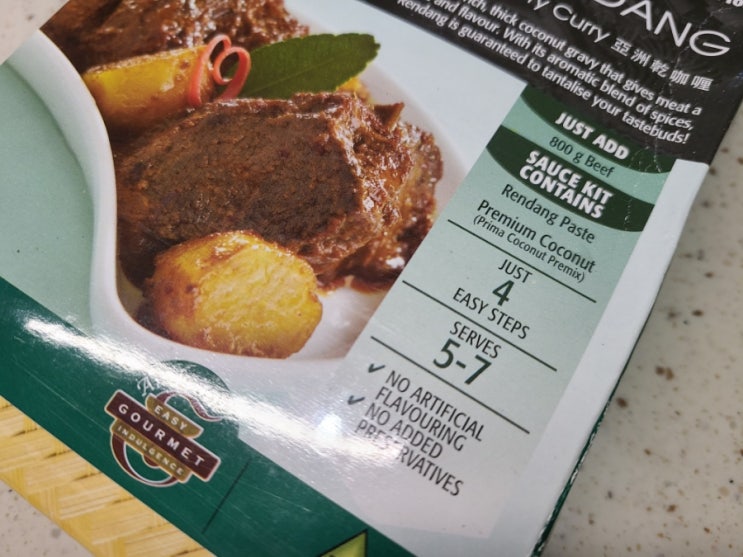 DANG
Curry 亞洲乾咖喱
rich, thick coconut gravy that gives meat a
and flavour. With its aromatic blend of spices,
Rendang is guaranteed to tantalise your tastebuds!
JUST ADD
800 g Beef
SAUCE KIT
CONTAINS
Rendang Paste
Premium Coconut
(Prima Coconut Premix)
JUST
4
EASY STEPS
SERVES
5-7
✓ NO ARTIFICIAL
FLAVOURING
✓ NO ADDED
PRESERVATIVES
EASY
GOURMET
INDULGENCE